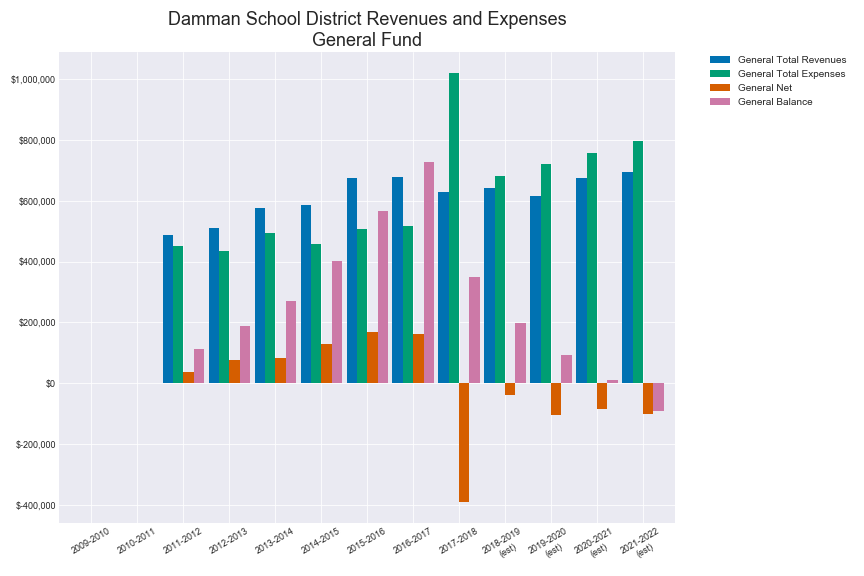 Damman School District Revenues and Expenses
General Fund
General Total Revenues
General Total Expenses
General Net
General Balance
$1,000,000
$800,000
$600,000
$400,000
$200,000
$0
$-200,000
$-400,000
2009-2010
2010-2011
2011-2012
2012-2013
2013-2014
2014-2015
2015-2016
2016-2017
2017-2018
2018-2019
(est)
2019-2020
(est)
2020-2021
(est)
2021-2022
(est)